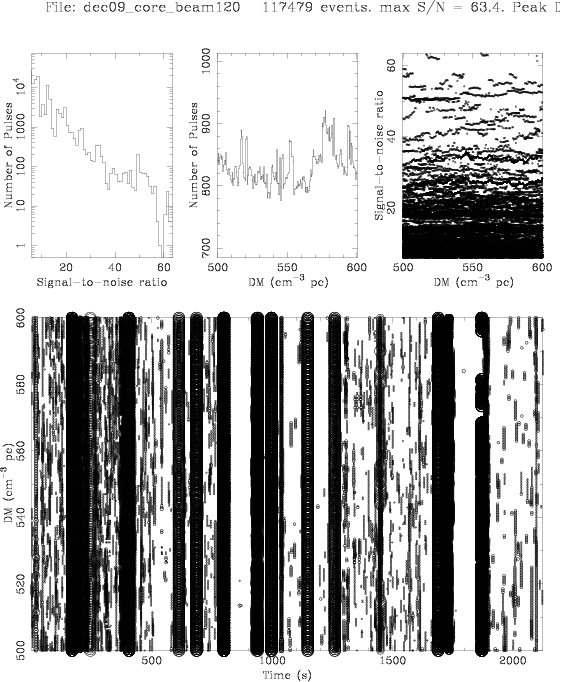 File: dec09_core_beam120 117479 events. max S/N = 63.4. Peak
Number of Pulses
1 10 100 1000 10^4
20 40 60
Signal-to-noise ratio
Number of Pulses
700 800 900 1000
500 550 600
DM (cm^-3 pc)
Signal-to-noise ratio
20 40 60
500 550 600
DM (cm^-3 pc)
DM (cm^-3 pc)
500 520 540 560 580 600
500 1000 1500 2000
Time (s)